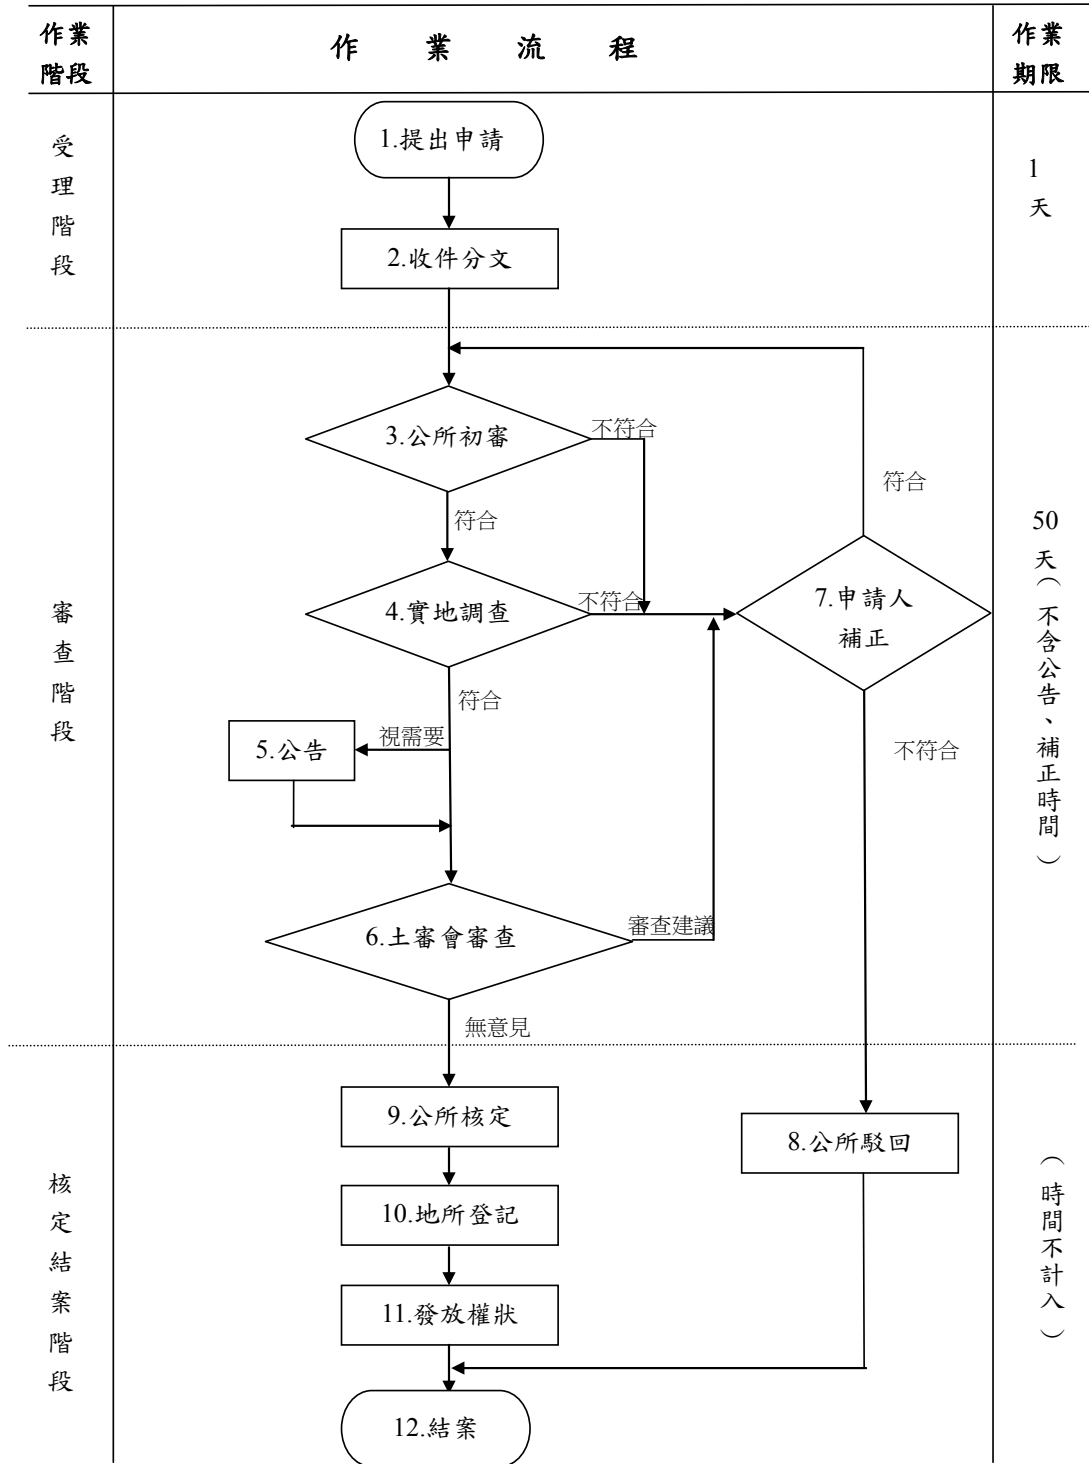 作業階段
作業流程
作業期限
受理階段
1.提出申請
1天
2.收件分文
審查階段
3.公所初審
不符合
符合
符合
50天（不含公告、補正時間）
4.實地調查
不符合
7.申請人
補正
符合
5.公告
視需要
不符合
6.土審會審查
審查建議
無意見
核定結案階段
9.公所核定
8.公所駁回
（時間不計入）
10.地所登記
11.發放權狀
12.結案